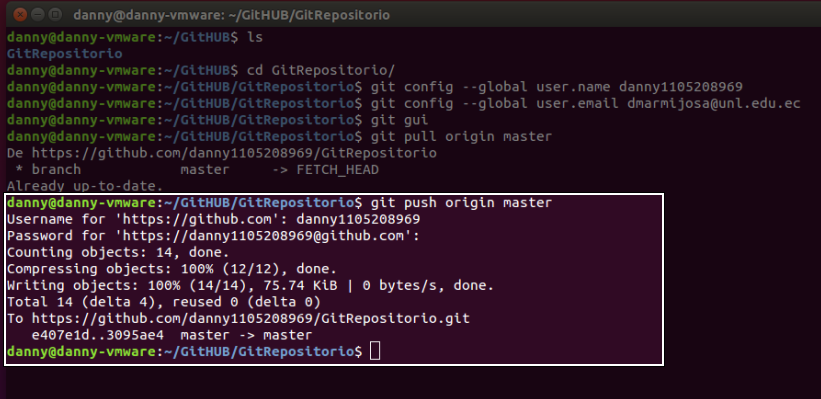 danny@danny-vmware: ~/GitHUB/GitRepositorio
danny@danny-vmware:~/GitHUB$ ls
GitRepositorio
danny@danny-vmware:~/GitHUB$ cd GitRepositorio/
danny@danny-vmware:~/GitHUB/GitRepositorio$ git config --global user.name danny1105208969
danny@danny-vmware:~/GitHUB/GitRepositorio$ git config --global user.email dmarmijosa@unl.edu.ec
danny@danny-vmware:~/GitHUB/GitRepositorio$ git gui
danny@danny-vmware:~/GitHUB/GitRepositorio$ git pull origin master
De https://github.com/danny1105208969/GitRepositorio
 * branch            master     -> FETCH_HEAD
Already up-to-date.
danny@danny-vmware:~/GitHUB/GitRepositorio$ git push origin master
Username for 'https://github.com': danny1105208969
Password for 'https://danny1105208969@github.com':
Counting objects: 14, done.
Compressing objects: 100% (12/12), done.
Writing objects: 100% (14/14), 75.74 KiB | 0 bytes/s, done.
Total 14 (delta 4), reused 0 (delta 0)
To https://github.com/danny1105208969/GitRepositorio.git
   e407e1d..3095ae4  master -> master
danny@danny-vmware:~/GitHUB/GitRepositorio$